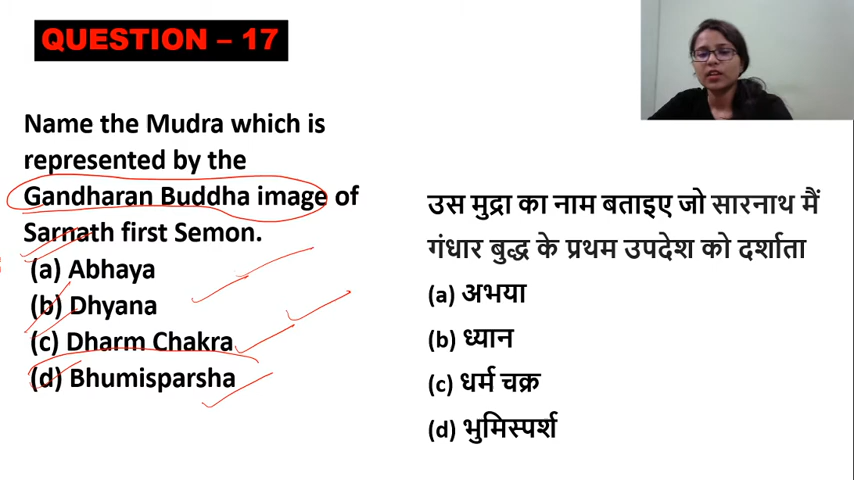 QUESTION – 17
Name the Mudra which is
represented by the
Gandharan Buddha image of
Sarnath first Semon.
(a) Abhaya
(b) Dhyana
(c) Dharm Chakra
(d) Bhumisparsha
उस मुद्रा का नाम बताइए जो सारनाथ मैं
गंधार बुद्ध के प्रथम उपदेश को दर्शाता
(a) अभया
(b) ध्यान
(c) धर्म चक्र
(d) भुमिस्पर्श